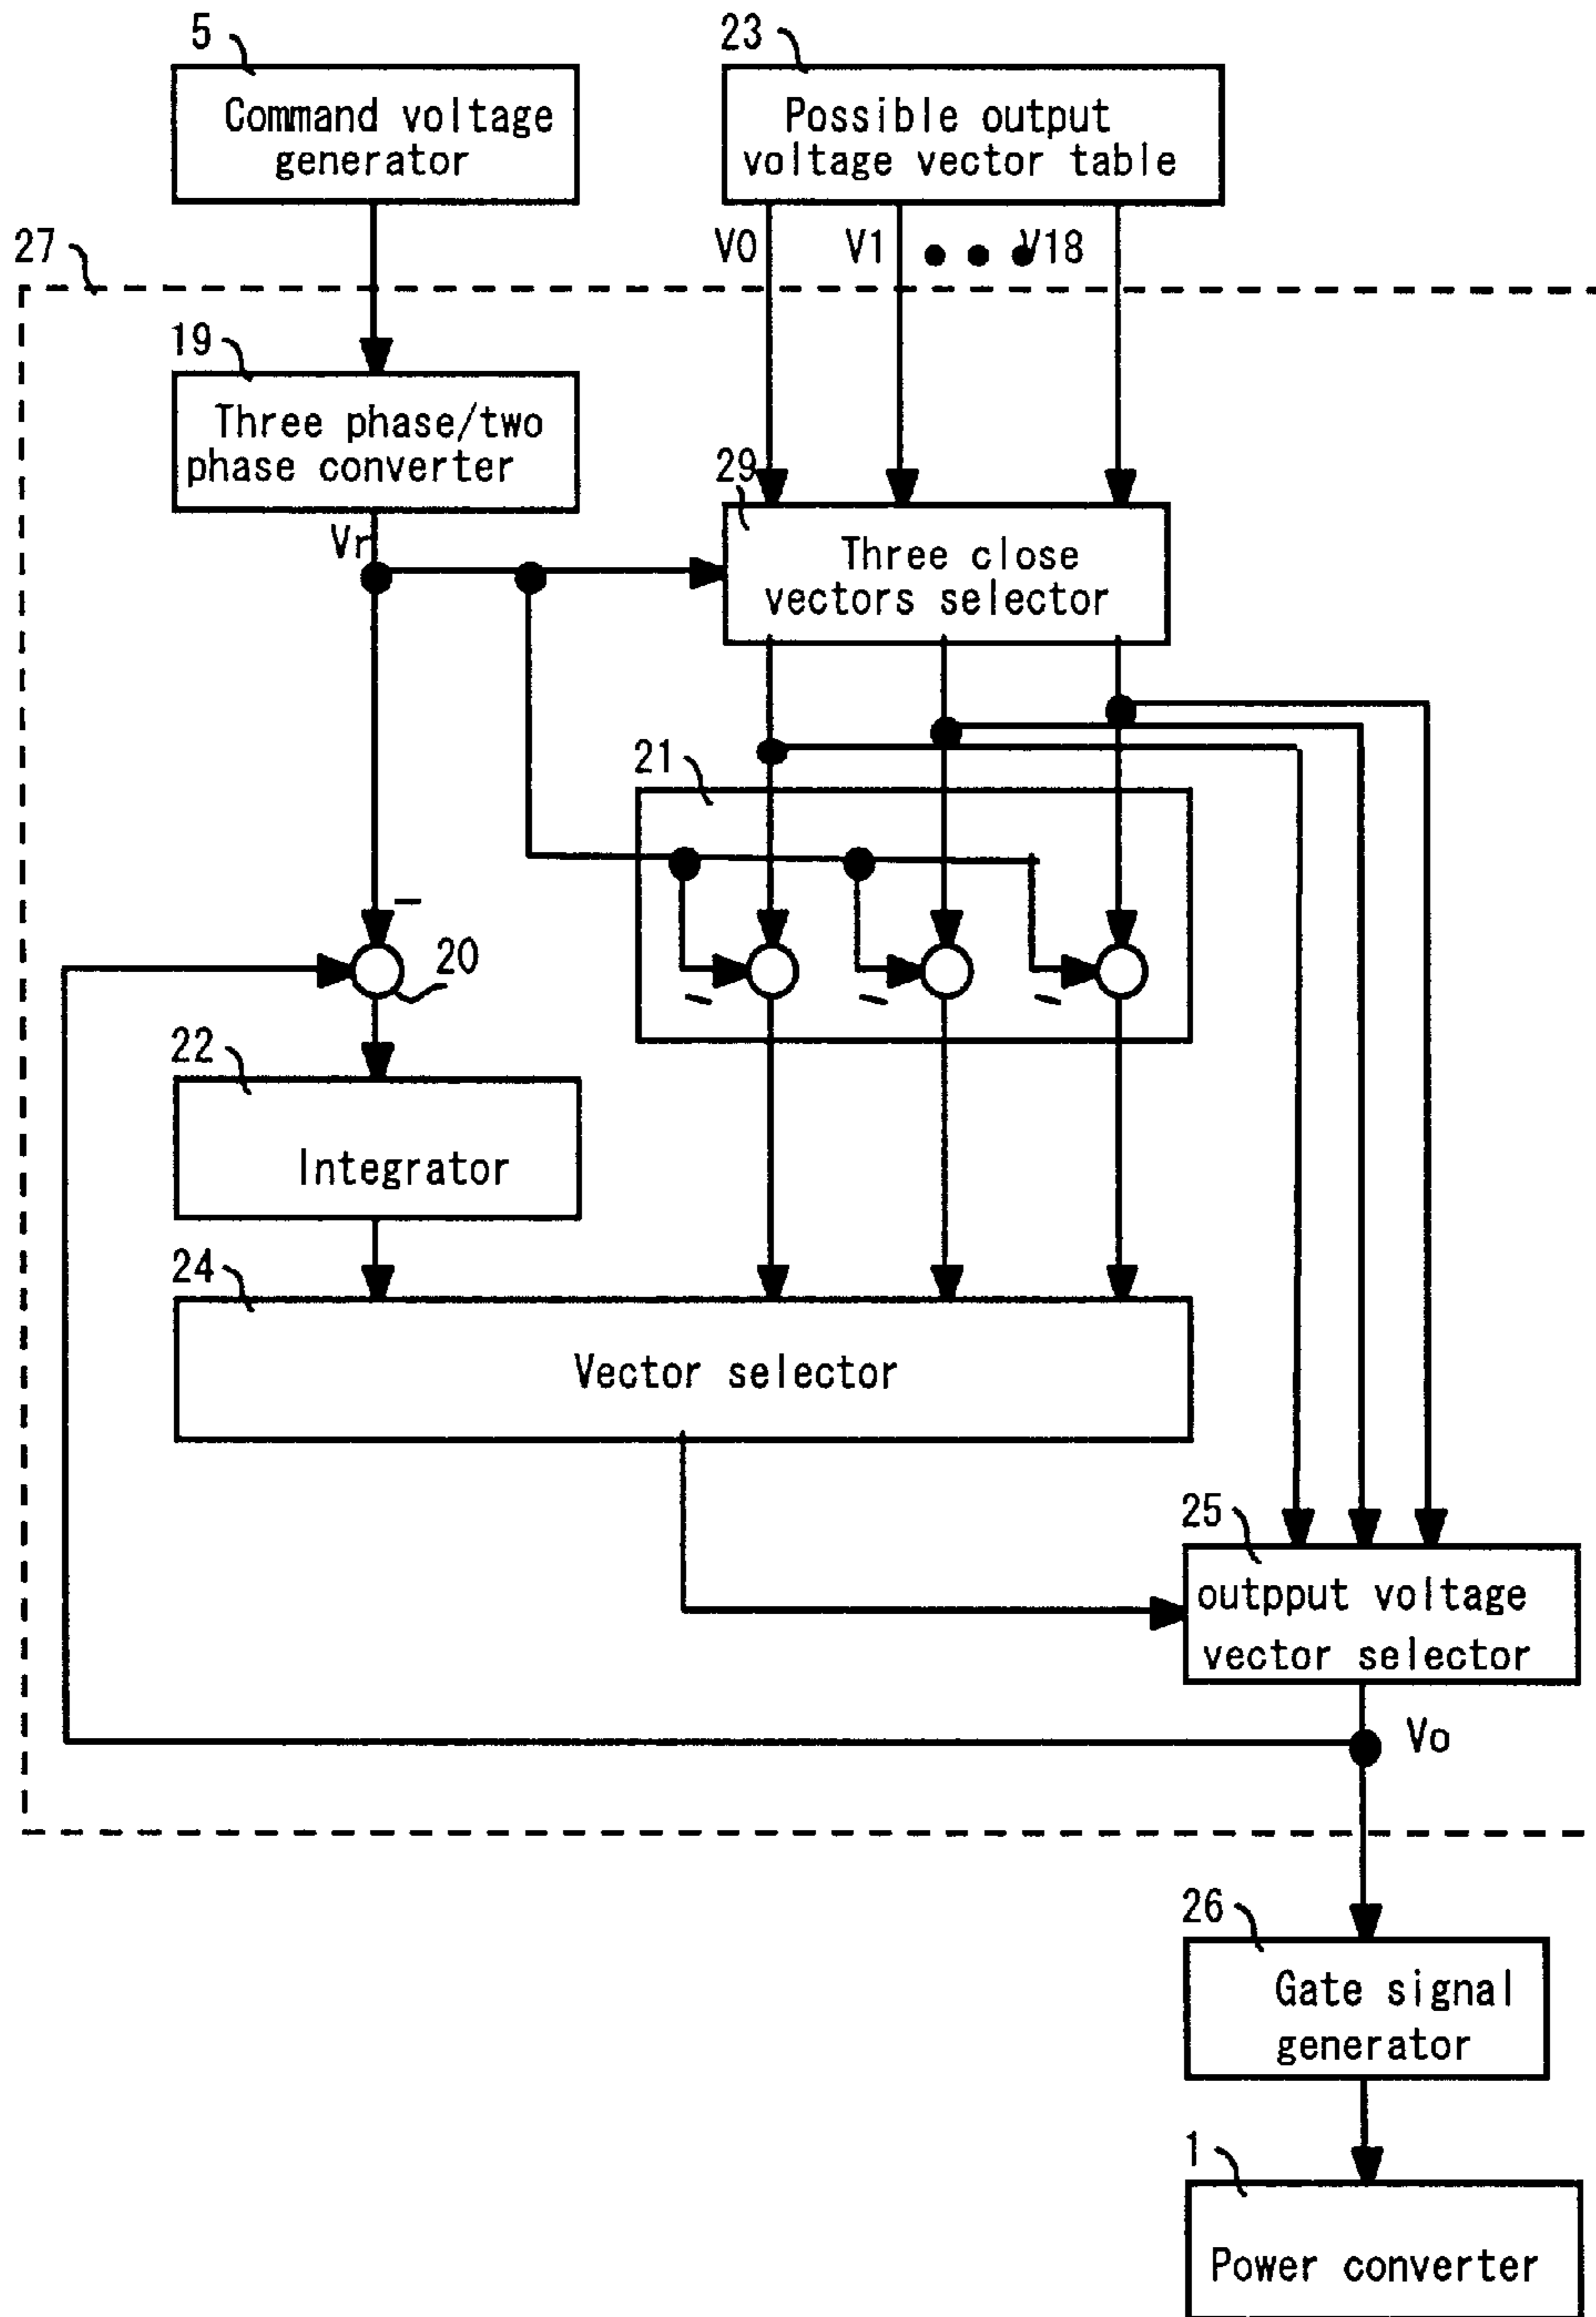 5
Command voltage
generator
23
Possible output
voltage vector table
V0
V1
V18
27
19
Three phase/two
phase converter
Vr
29
Three close
vectors selector
21
20
22
Integrator
24
Vector selector
25
outpput voltage
vector selector
Vo
26
Gate signal
generator
1
Power converter